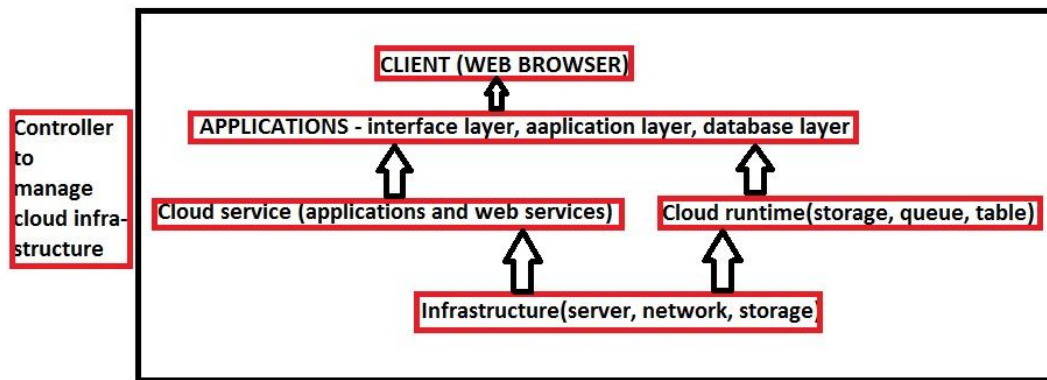 CLIENT (WEB BROWSER)
APPLICATIONS - interface layer, aaplication layer, database layer
Controller
to
manage
cloud infra-
structure
Cloud service (applications and web services)
Cloud runtime(storage, queue, table)
Infrastructure(server, network, storage)